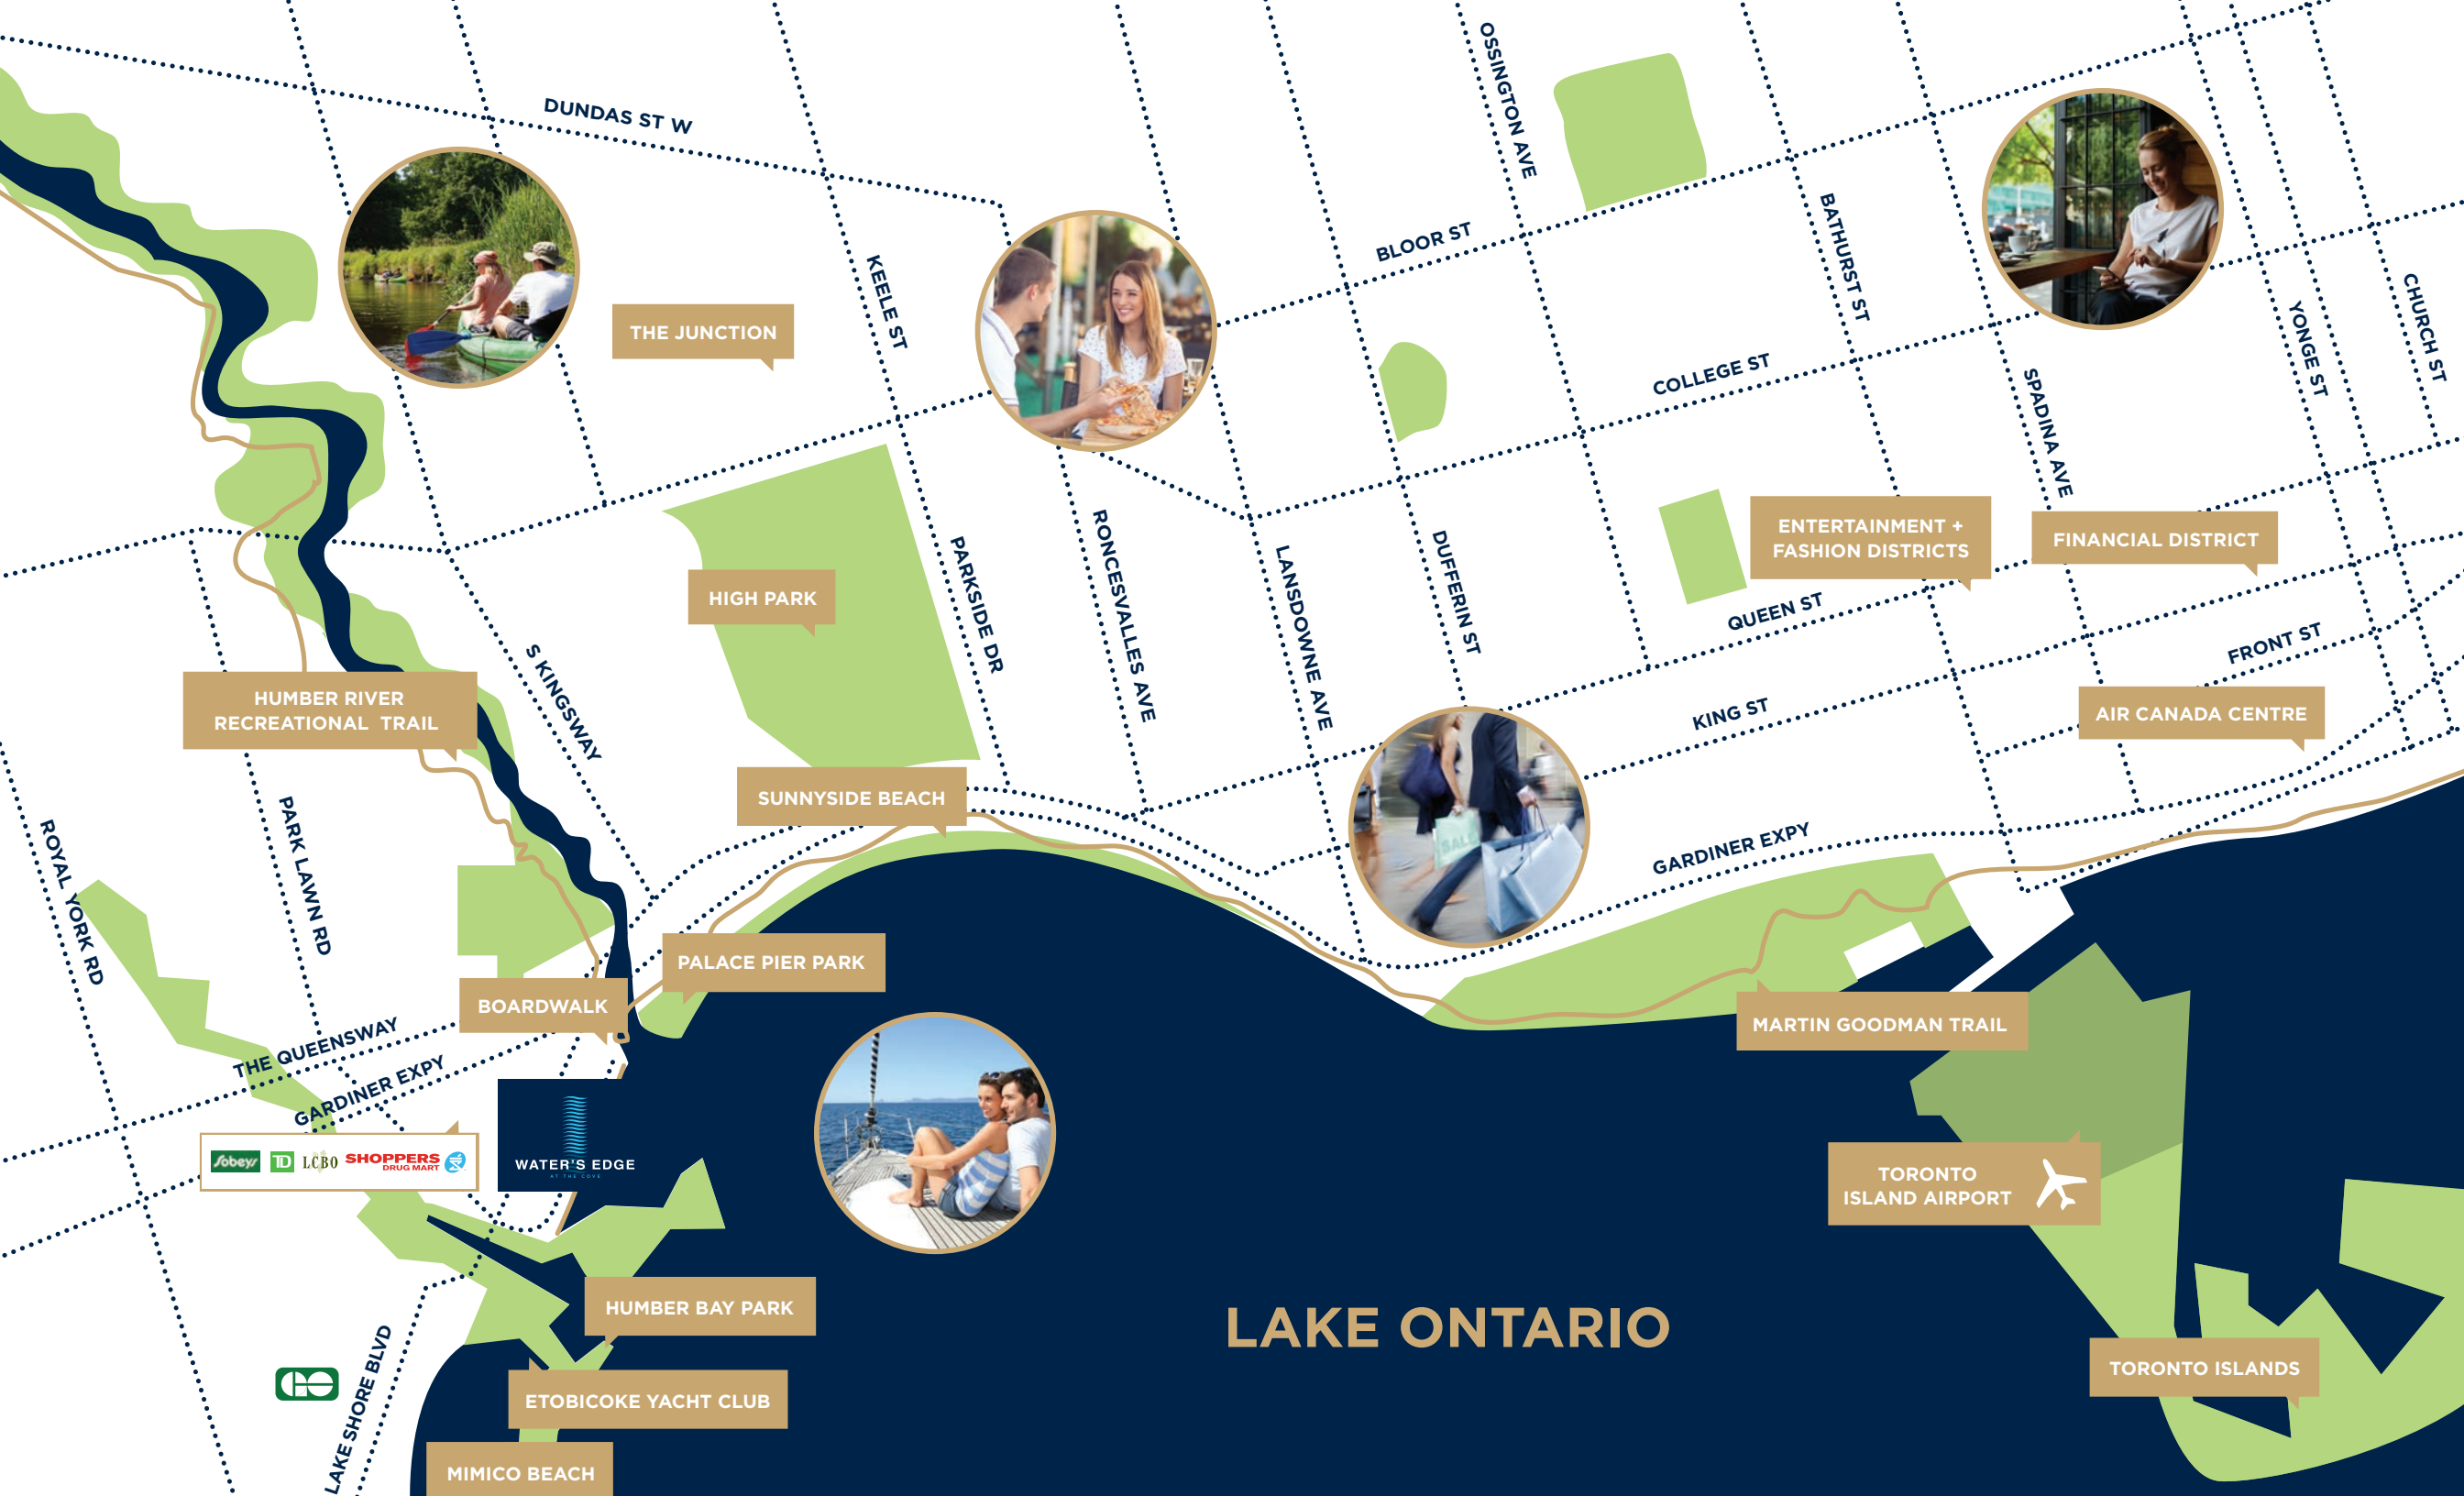 OSSINGTON AVE
DUNDAS ST W
BATHURST ST
BLOOR ST
KEELE ST
CHURCH ST
YONGE ST
THE JUNCTION
COLLEGE ST
SPADINA AVE
ENTERTAINMENT +
FASHION DISTRICTS
FINANCIAL DISTRICT
RONCESVALLES AVE
PARKSIDE DR
LANSDOWNE AVE
DUFFERIN ST
HIGH PARK
QUEEN ST
FRONT ST
S KINGSWAY
HUMBER RIVER
RECREATIONAL TRAIL
KING ST
AIR CANADA CENTRE
SUNNYSIDE BEACH
SALE
PARK LAWN RD
ROYAL YORK RD
GARDINER EXPY
PALACE PIER PARK
BOARDWALK
MARTIN GOODMAN TRAIL
THE QUEENSWAY
GARDINER EXPY
Sobeys
TD
LCBO
SHOPPERS
DRUG MART
WATER'S EDGE
AT THE COVE
TORONTO
ISLAND AIRPORT
HUMBER BAY PARK
LAKE ONTARIO
TORONTO ISLANDS
GO
LAKE SHORE BLVD
ETOBICOKE YACHT CLUB
MIMICO BEACH